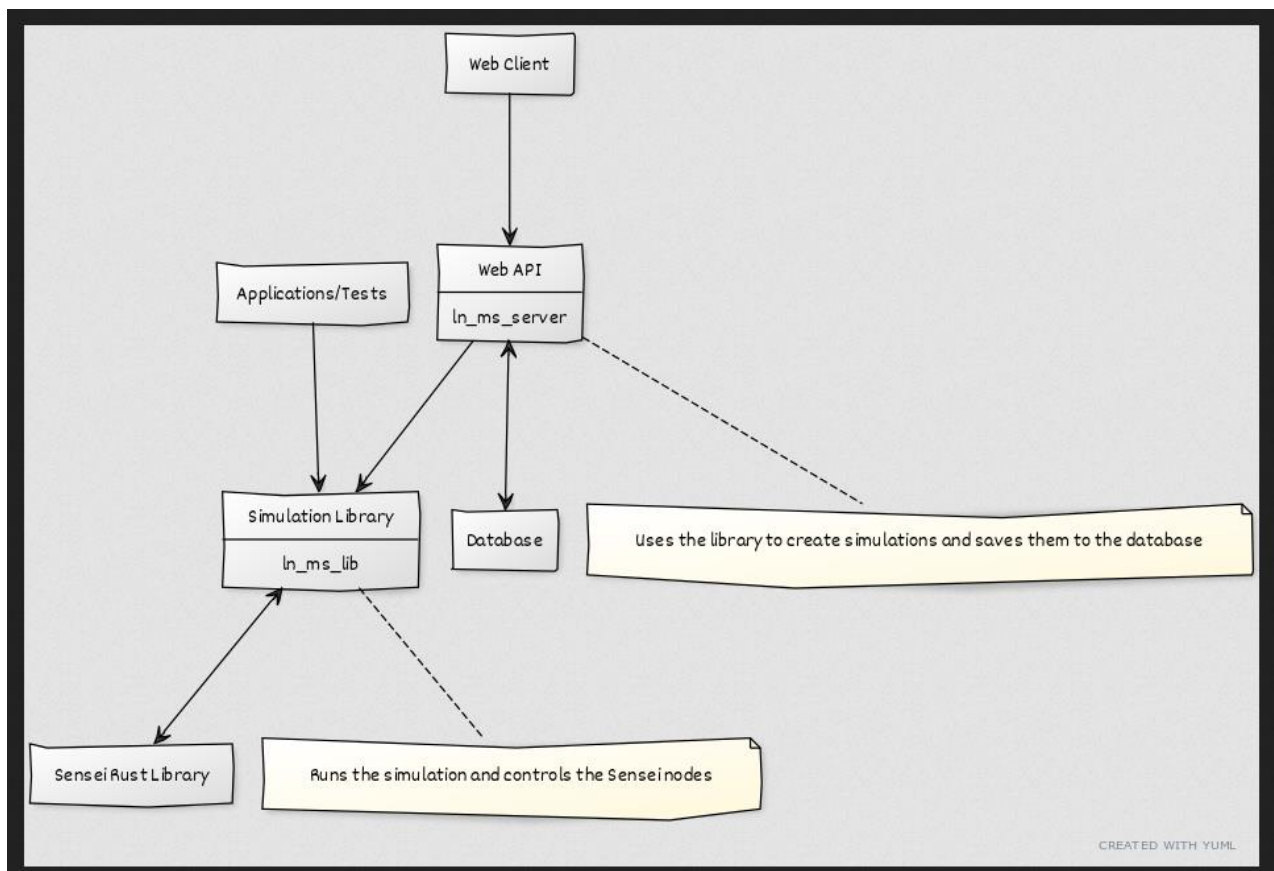 Web Client
Web API
ln_ms_server
Applications/Tests
Simulation Library
ln_ms_lib
Database
Uses the library to create simulations and saves them to the database
Sensei Rust Library
Runs the simulation and controls the Sensei nodes
CREATED WITH YUML